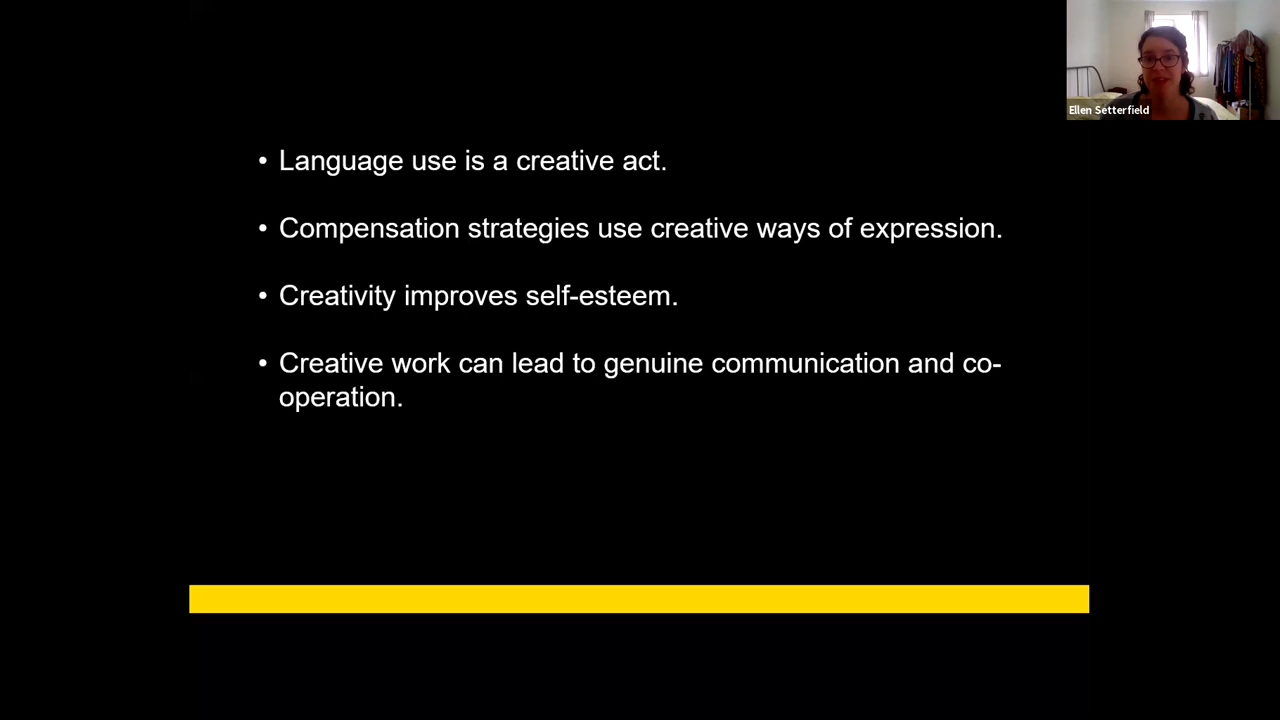 Ellen Setterfield
• Language use is a creative act.
• Compensation strategies use creative ways of expression.
• Creativity improves self-esteem.
• Creative work can lead to genuine communication and co-
operation.